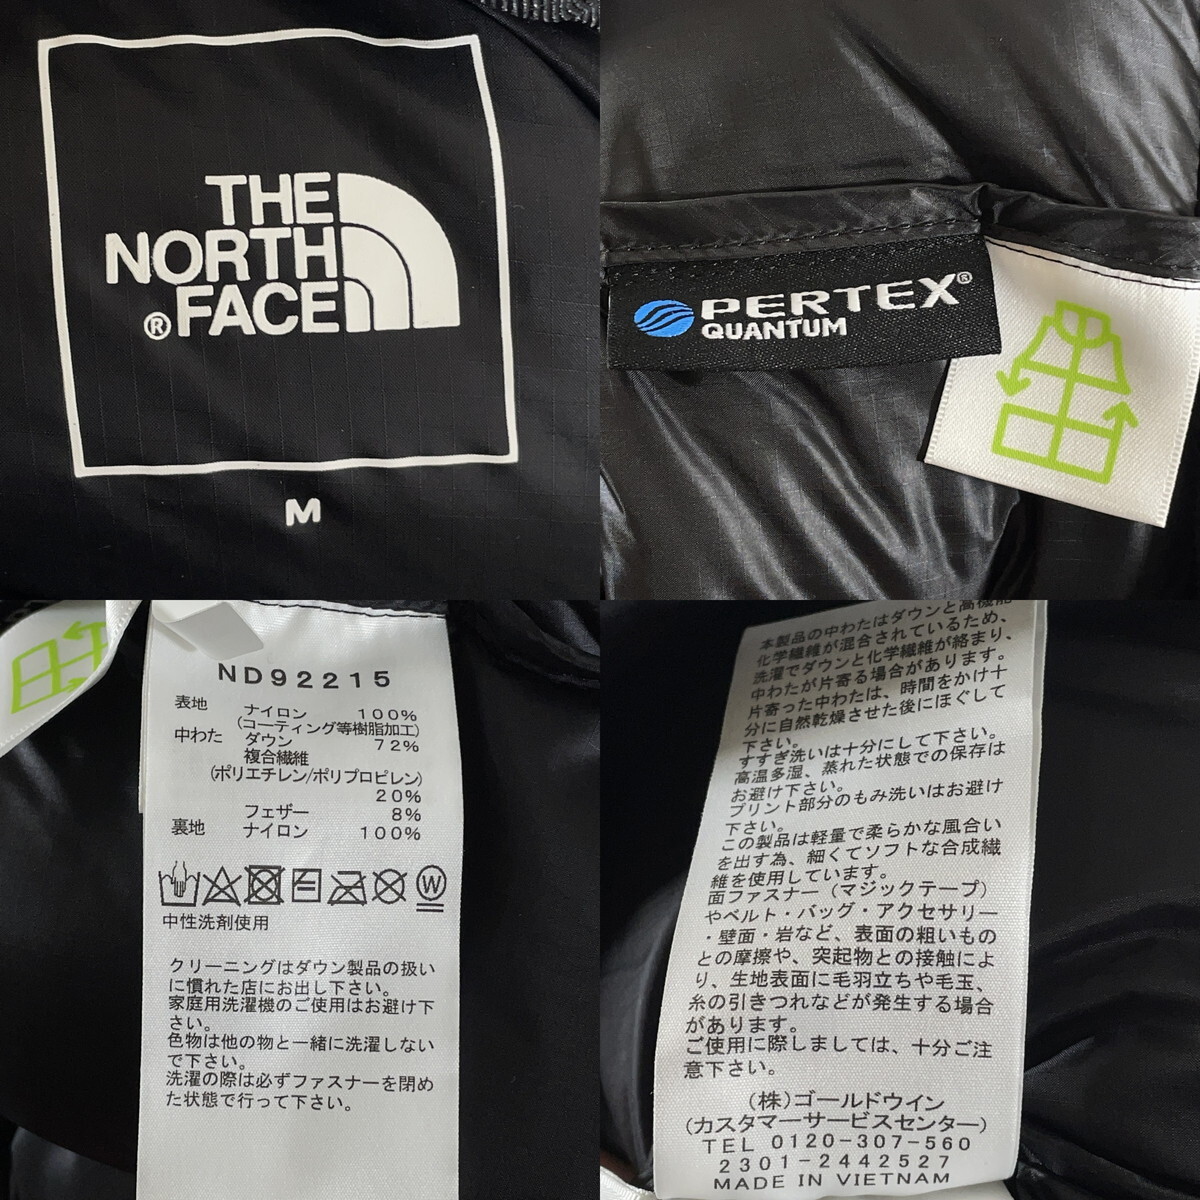 THE
NORTH
® FACE
M
PERTEX®
QUANTUM
ND92215
表地 ナイロン 100%
(コーティング等樹脂加工)
中わた ダウン 72%
複合繊維
(ポリエチレン/ポリプロピレン)
20%
フェザー 8%
裏地 ナイロン 100%
W
中性洗剤使用
クリーニングはダウン製品の扱い
に慣れた店にお出し下さい。
家庭用洗濯機のご使用はお避け下
さい。
色物は他の物と一緒に洗濯しない
で下さい。
洗濯の際は必ずファスナーを閉め
た状態で行って下さい。
本製品の中わたはダウンと高機能
化学繊維が混合されているため、
洗濯でダウンと化学繊維が絡まり、
中わたが片寄る場合があります。
片寄った中わたは、時間をかけ十
分に自然乾燥させた後にほぐして
下さい。
すすぎ洗いは十分にして下さい。
高温多湿、蒸れた状態での保存は
お避け下さい。
プリント部分のもみ洗いはお避け
下さい。
この製品は軽量で柔らかな風合い
を出す為、細くてソフトな合成繊
維を使用しています。
面ファスナー(マジックテープ)
やベルト・バッグ・アクセサリー
・壁面・岩など、表面の粗いもの
との摩擦や、突起物との接触によ
り、生地表面に毛羽立ちや毛玉、
糸の引きつれなどが発生する場合
があります。
ご使用に際しましては、十分ご注
意下さい。
(株)ゴールドウイン
(カスタマーサービスセンター)
TEL 0120-307-560
2301-2442527
MADE IN VIETNAM